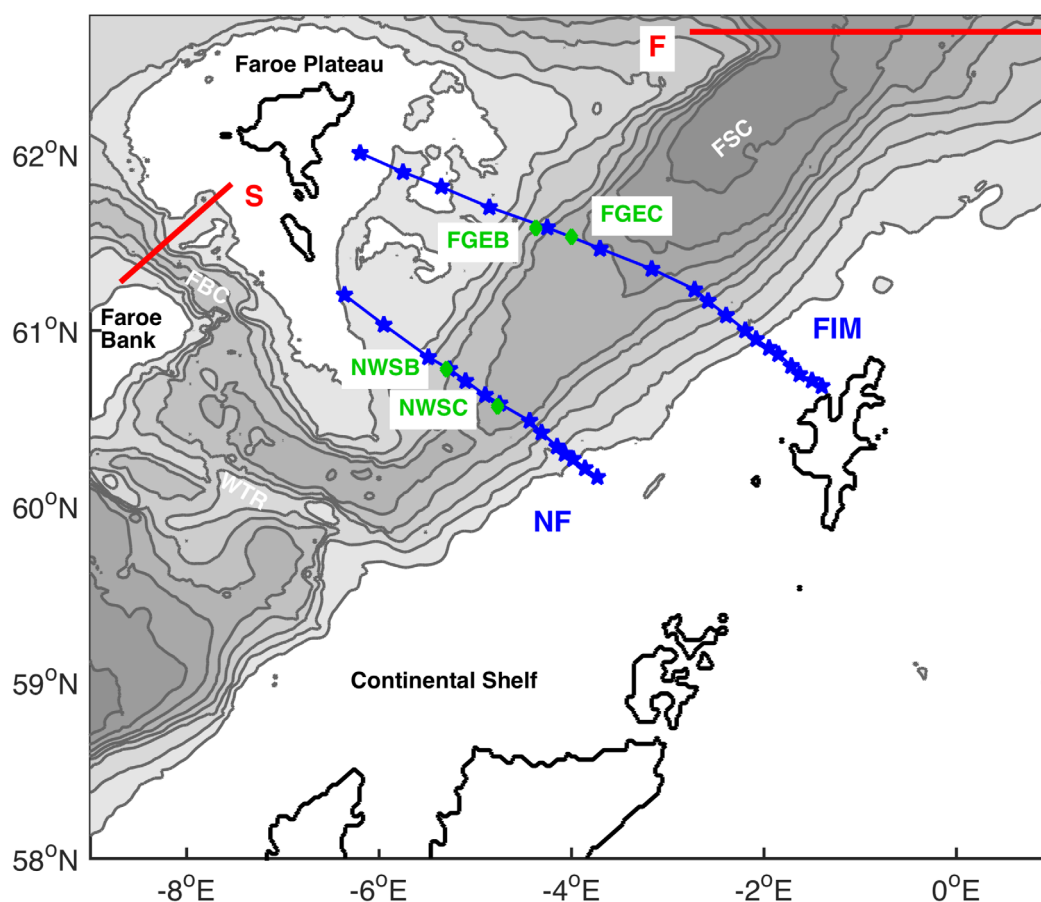 Faroe Plateau
F
FSC
62°N
S
FGEC
FGEB
FBC
61°N
Faroe
Bank
FIM
NWSB
NWSC
WTR
60°N
NF
59°N
Continental Shelf
58°N
-8°E
-6°E
-4°E
-2°E
0°E